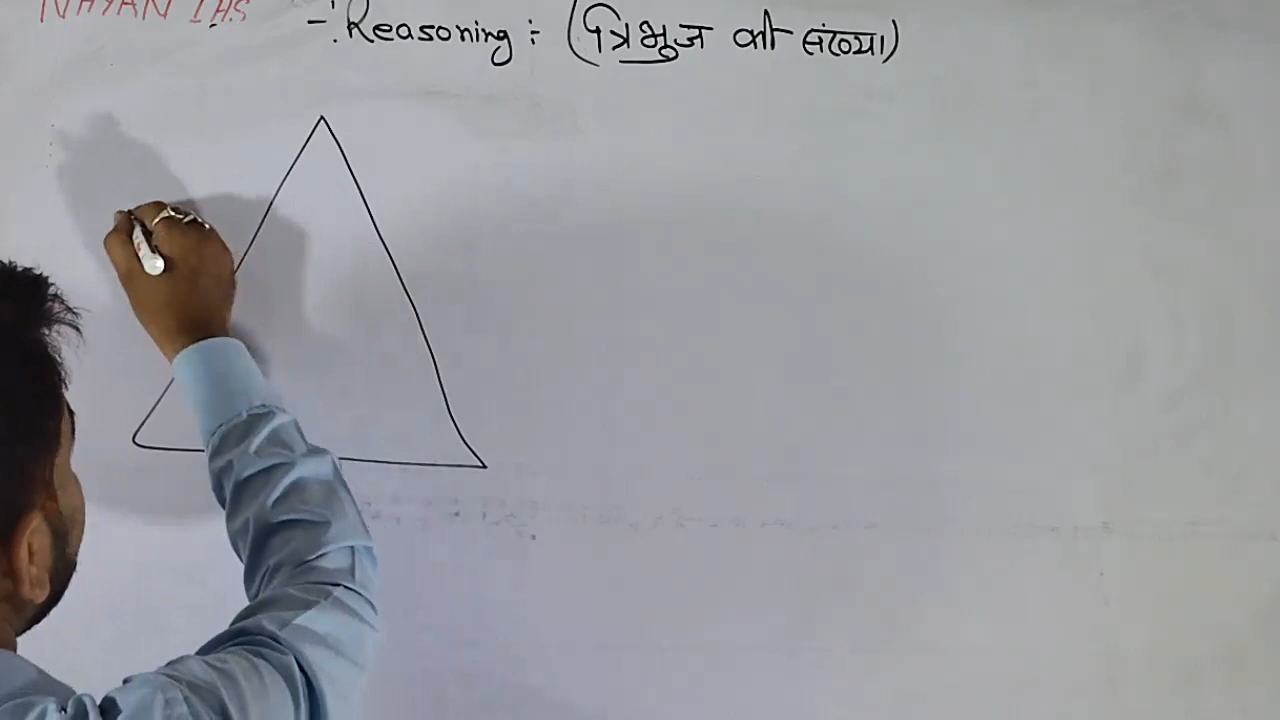 NAYAN IAS
-: Reasoning :- (त्रिभुज की संख्या)